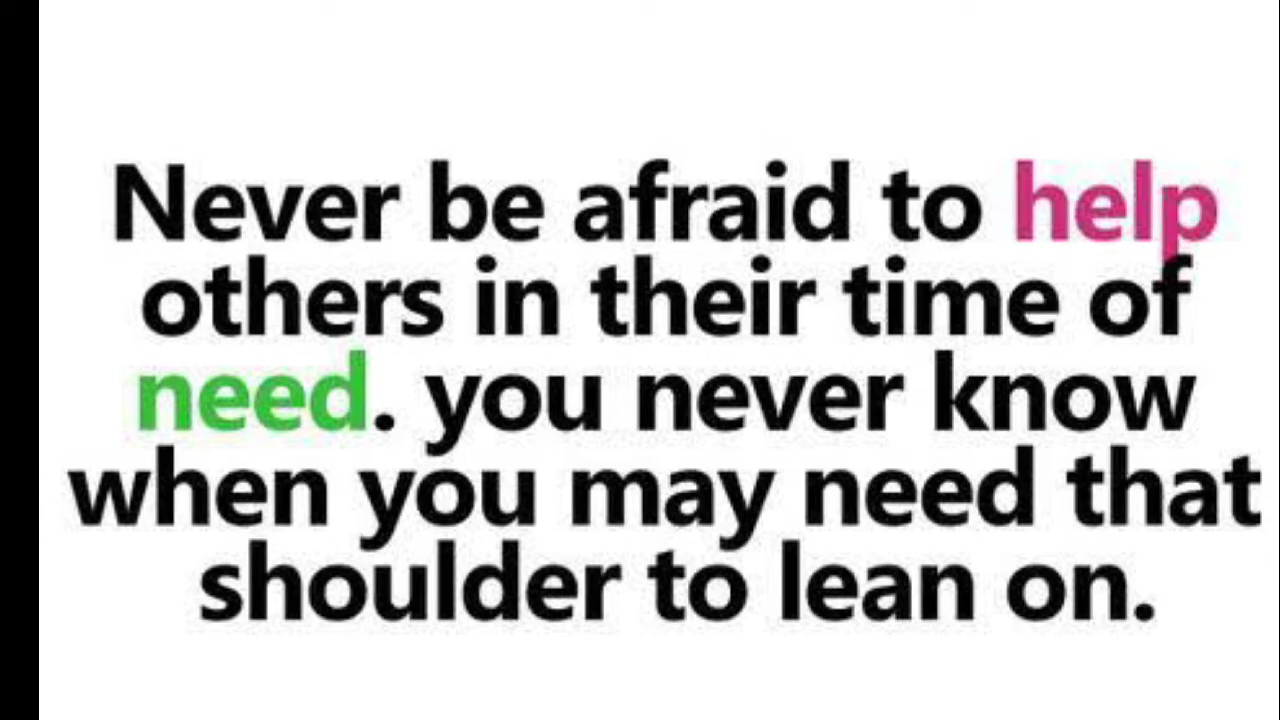 Never be afraid to help
others in their time of
need. you never know
when you may need that
shoulder to lean on.